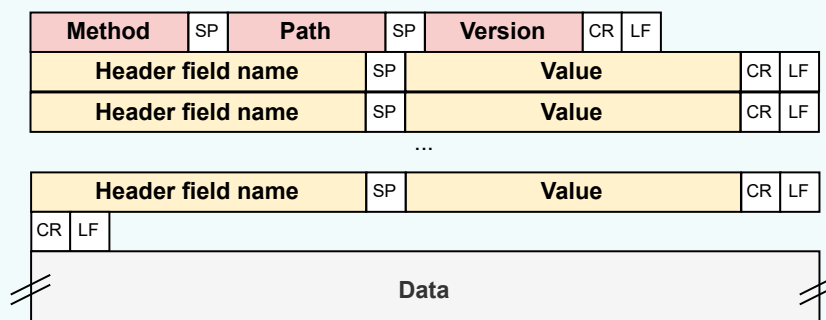 Method SP Path SP Version CR LF
Header field name SP Value CR LF
Header field name SP Value CR LF
...
Header field name SP Value CR LF
CR LF
Data